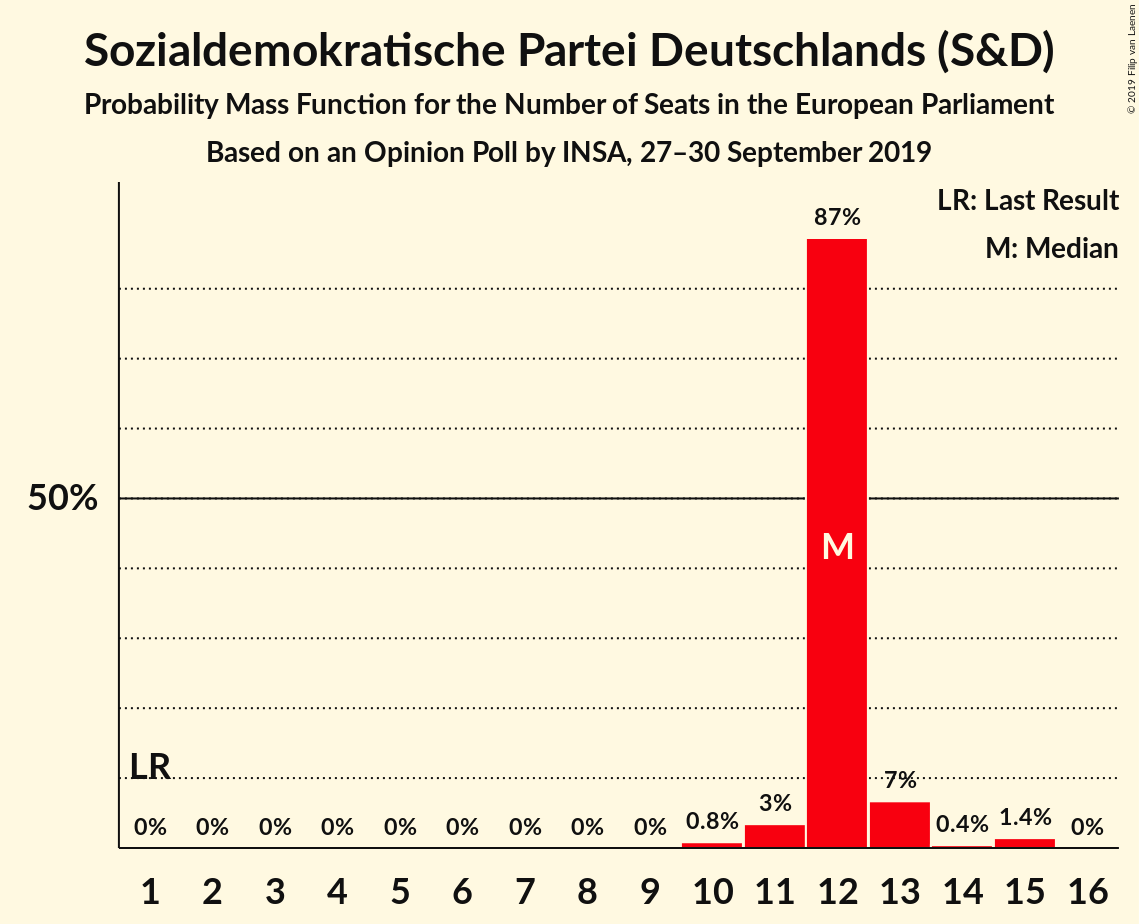 Sozialdemokratische Partei Deutschlands (S&D)
Probability Mass Function for the Number of Seats in the European Parliament
Based on an Opinion Poll by INSA, 27–30 September 2019
© 2019 Filip van Laenen
LR: Last Result
M: Median
87%
50%
M
LR
0% 0% 0% 0% 0% 0% 0% 0% 0% 0.8% 3% 7% 0.4% 1.4% 0%
1 2 3 4 5 6 7 8 9 10 11 12 13 14 15 16